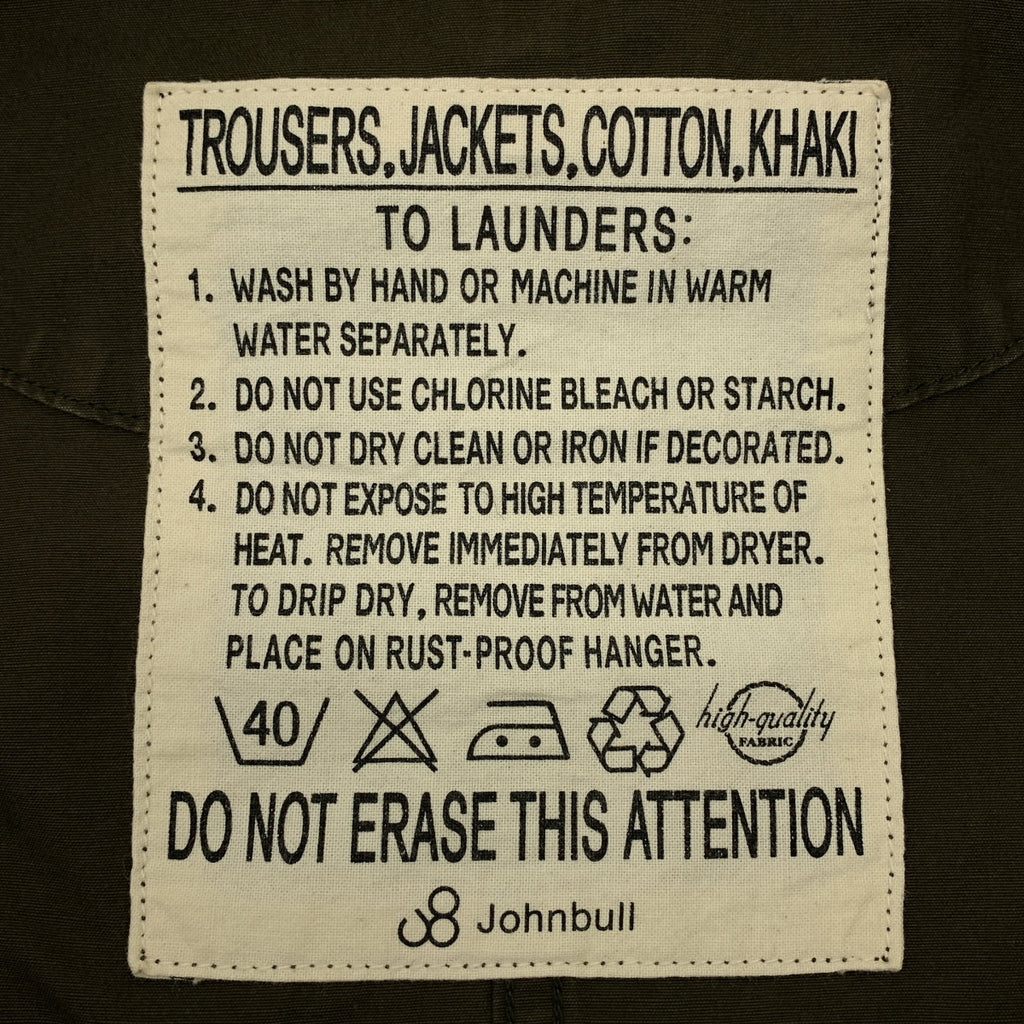 TROUSERS, JACKETS, COTTON, KHAKI
TO LAUNDERS:
1. WASH BY HAND OR MACHINE IN WARM
WATER SEPARATELY.
2. DO NOT USE CHLORINE BLEACH OR STARCH.
3. DO NOT DRY CLEAN OR IRON IF DECORATED.
4. DO NOT EXPOSE TO HIGH TEMPERATURE OF
HEAT. REMOVE IMMEDIATELY FROM DRYER.
TO DRIP DRY, REMOVE FROM WATER AND
PLACE ON RUST-PROOF HANGER.
40 high-quality
FABRIC
DO NOT ERASE THIS ATTENTION
Johnbull